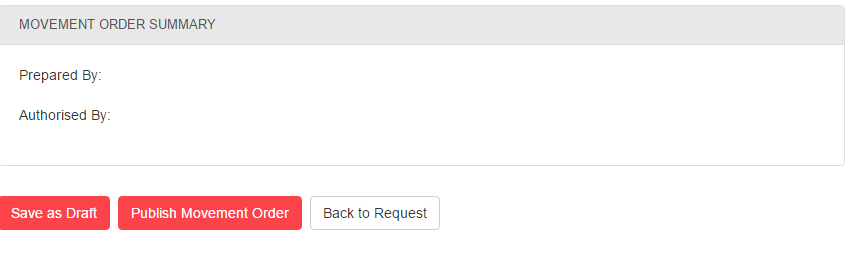 MOVEMENT ORDER SUMMARY
Prepared By:
Authorised By:
Save as Draft Publish Movement Order Back to Request